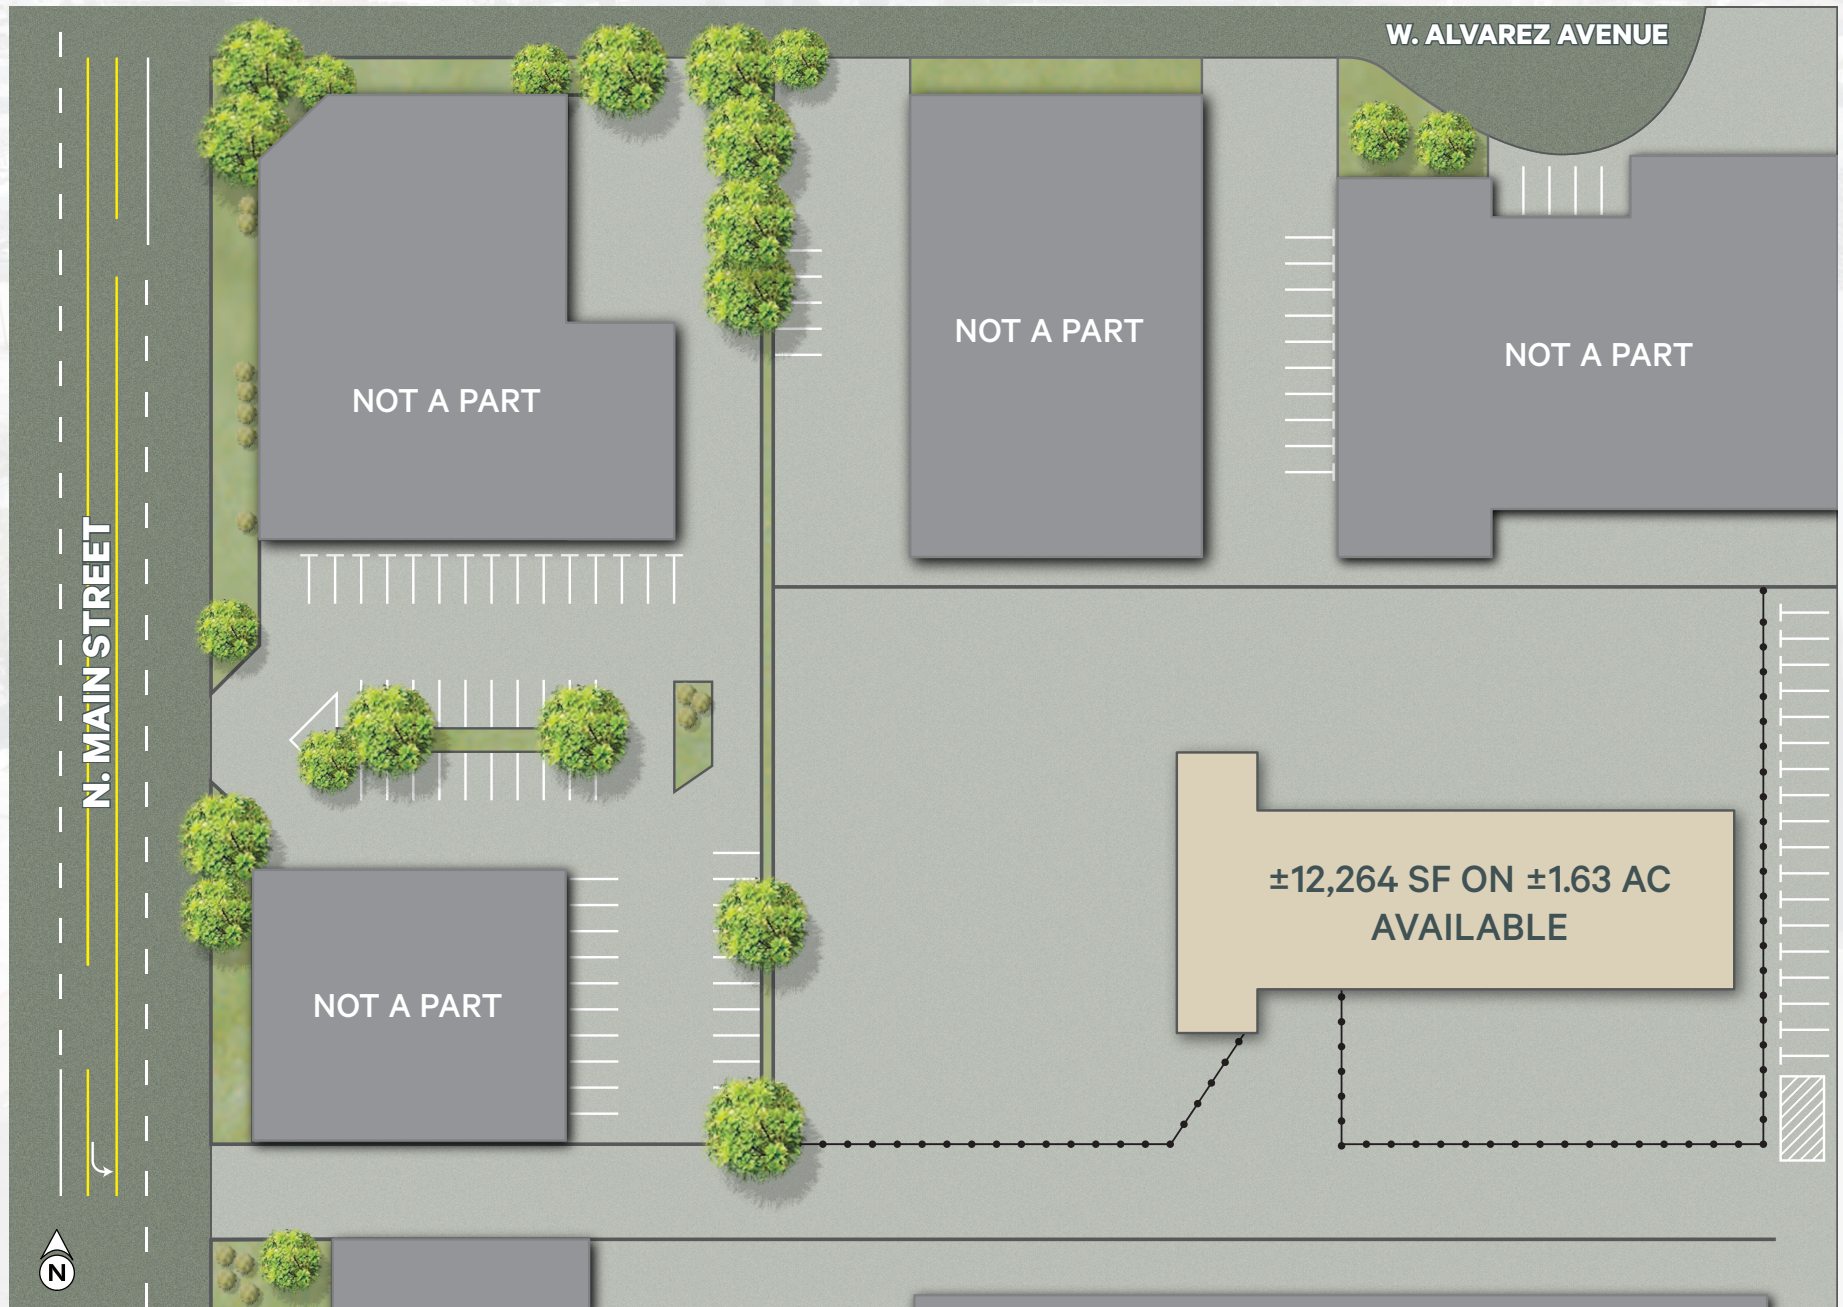 W. ALVAREZ AVENUE
NOT A PART
NOT A PART
NOT A PART
N. MAIN STREET
±12,264 SF ON ±1.63 AC
AVAILABLE
NOT A PART
N